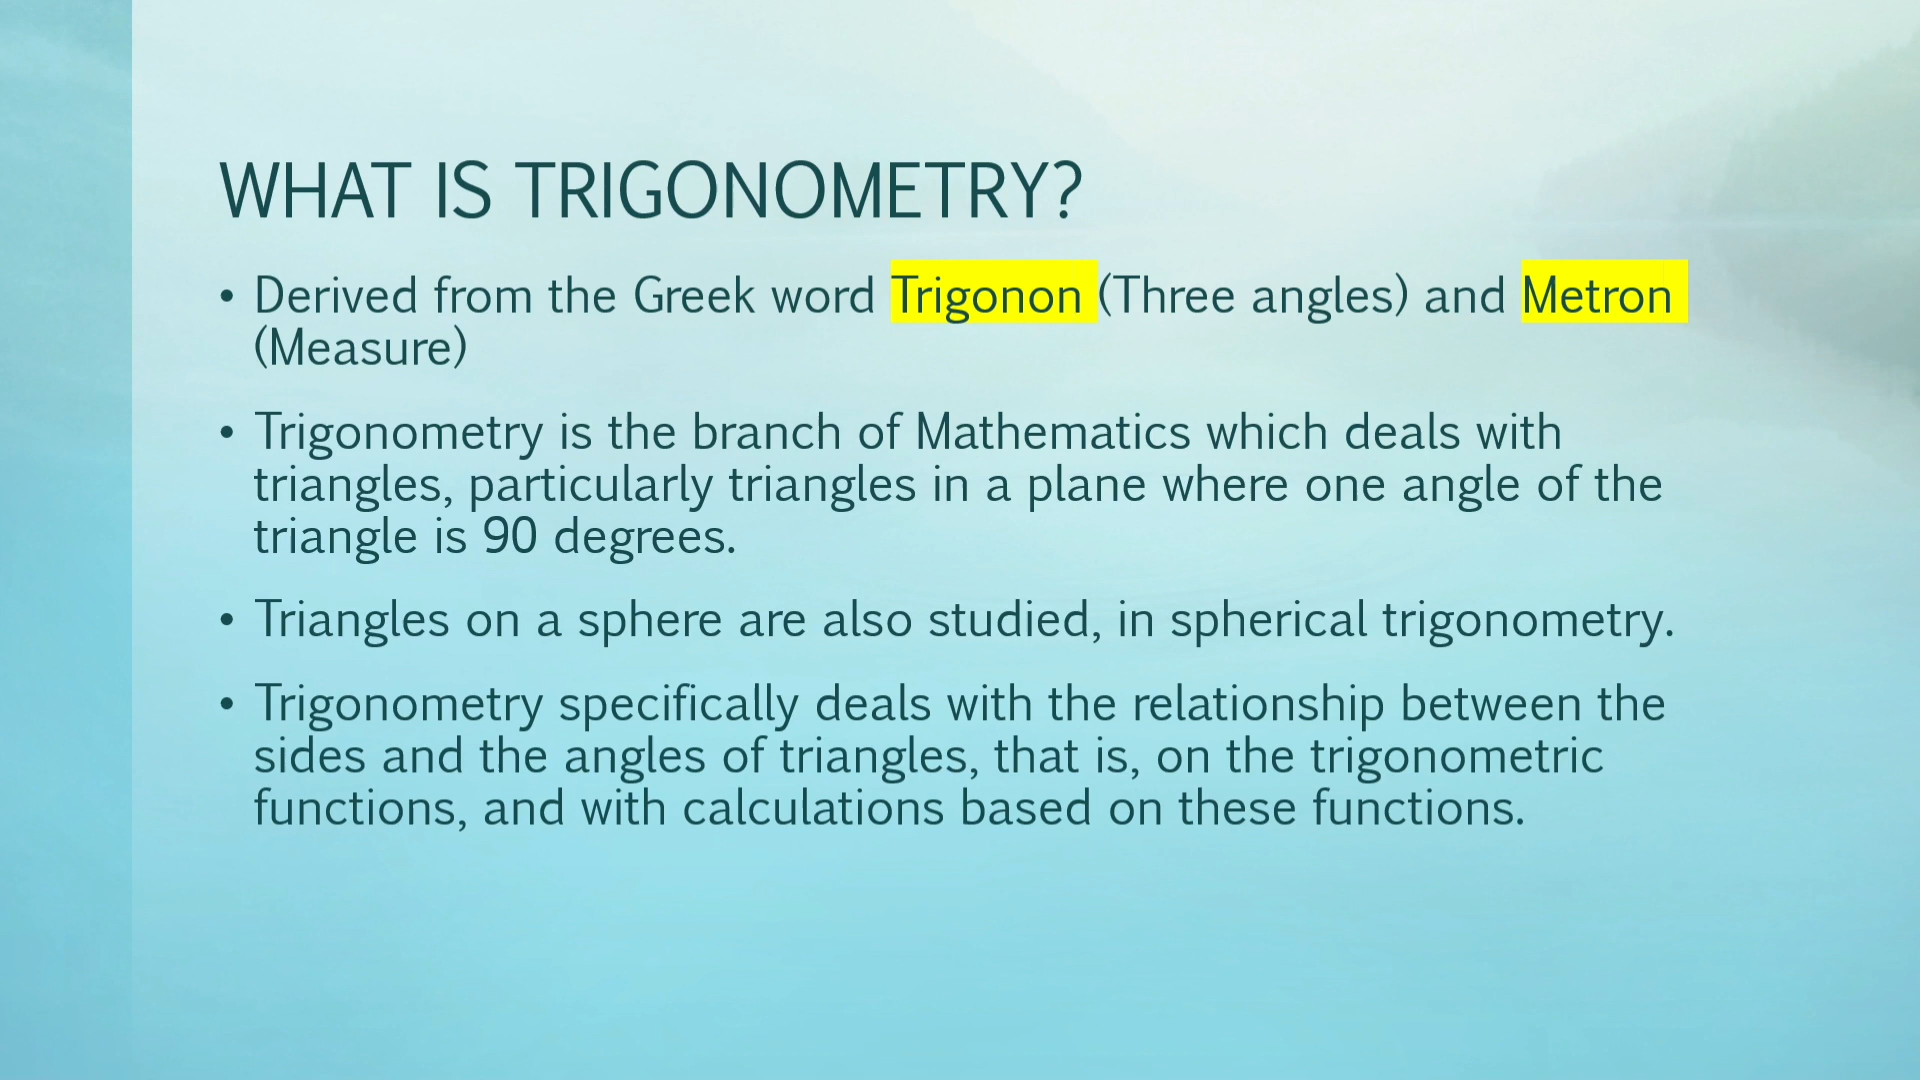 WHAT IS TRIGONOMETRY?
• Derived from the Greek word Trigonon (Three angles) and Metron
(Measure)
• Trigonometry is the branch of Mathematics which deals with
triangles, particularly triangles in a plane where one angle of the
triangle is 90 degrees.
• Triangles on a sphere are also studied, in spherical trigonometry.
• Trigonometry specifically deals with the relationship between the
sides and the angles of triangles, that is, on the trigonometric
functions, and with calculations based on these functions.